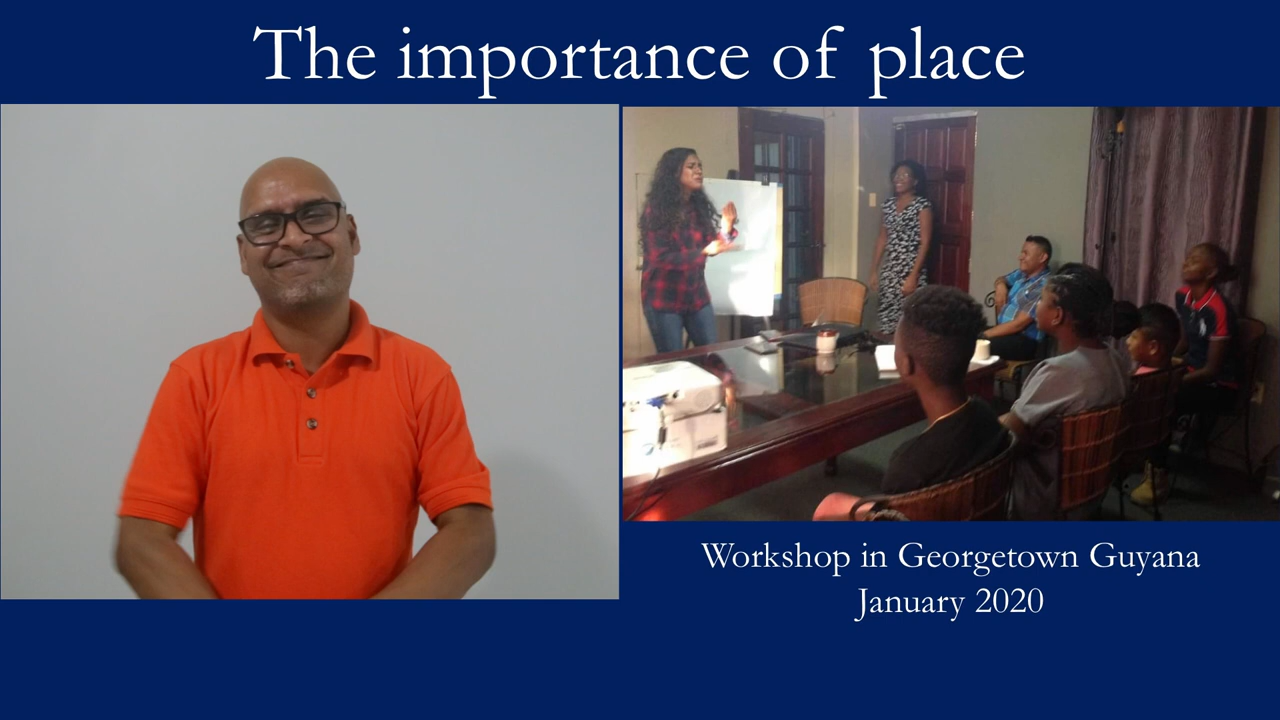 The importance of place
Workshop in Georgetown Guyana
January 2020